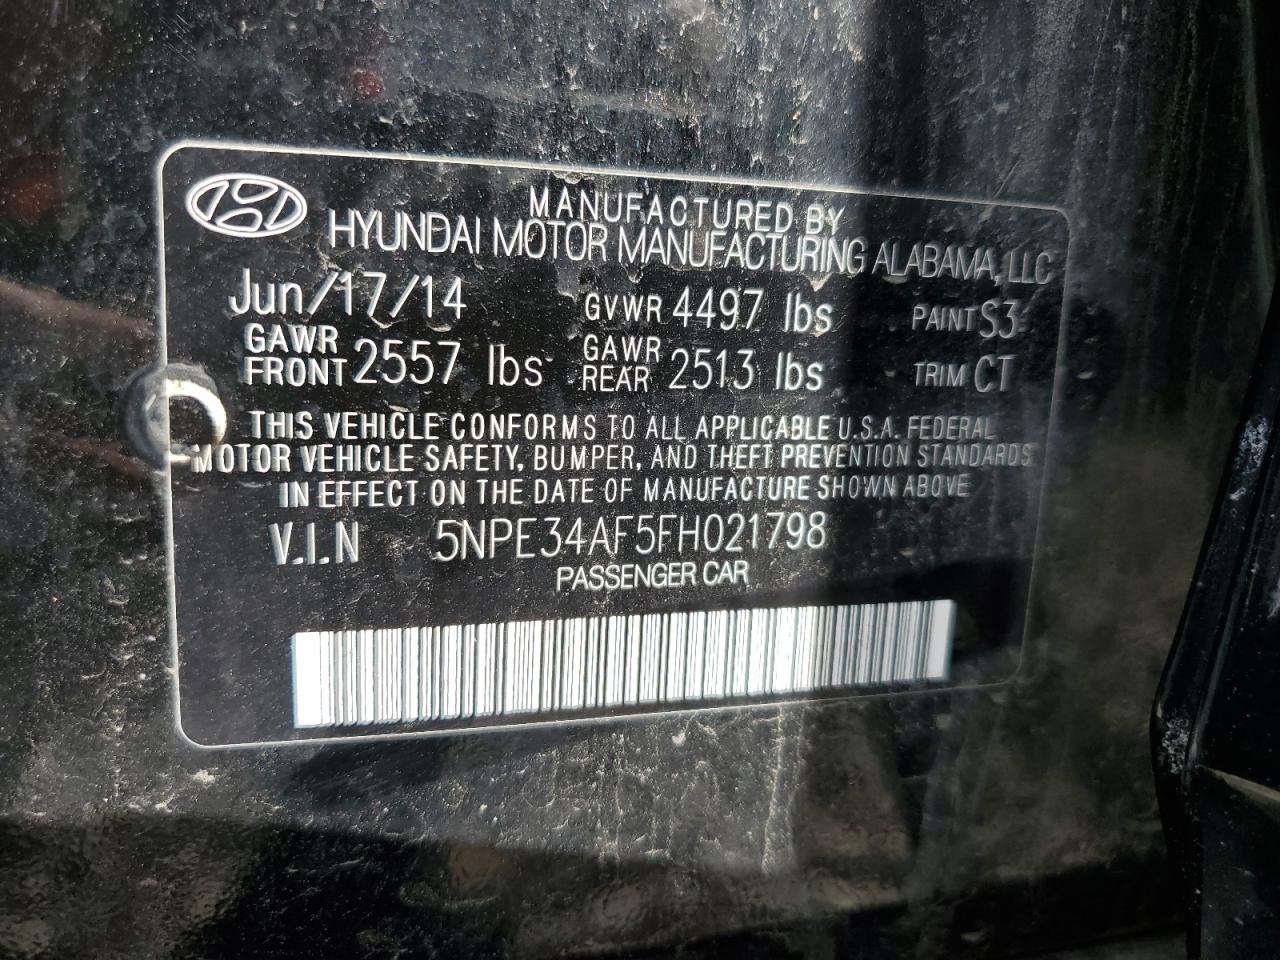 MANUFACTURED BY
HYUNDAI MOTOR MANUFACTURING ALABAMA, LLC
Jun/17/14 GVWR 4497 lbs PAINT S3
GAWR FRONT 2557 lbs GAWR REAR 2513 lbs TRIM CT
THIS VEHICLE CONFORMS TO ALL APPLICABLE U.S.A. FEDERAL
MOTOR VEHICLE SAFETY, BUMPER, AND THEFT PREVENTION STANDARDS
IN EFFECT ON THE DATE OF MANUFACTURE SHOWN ABOVE
V.I.N 5NPE34AF5FH021798
PASSENGER CAR